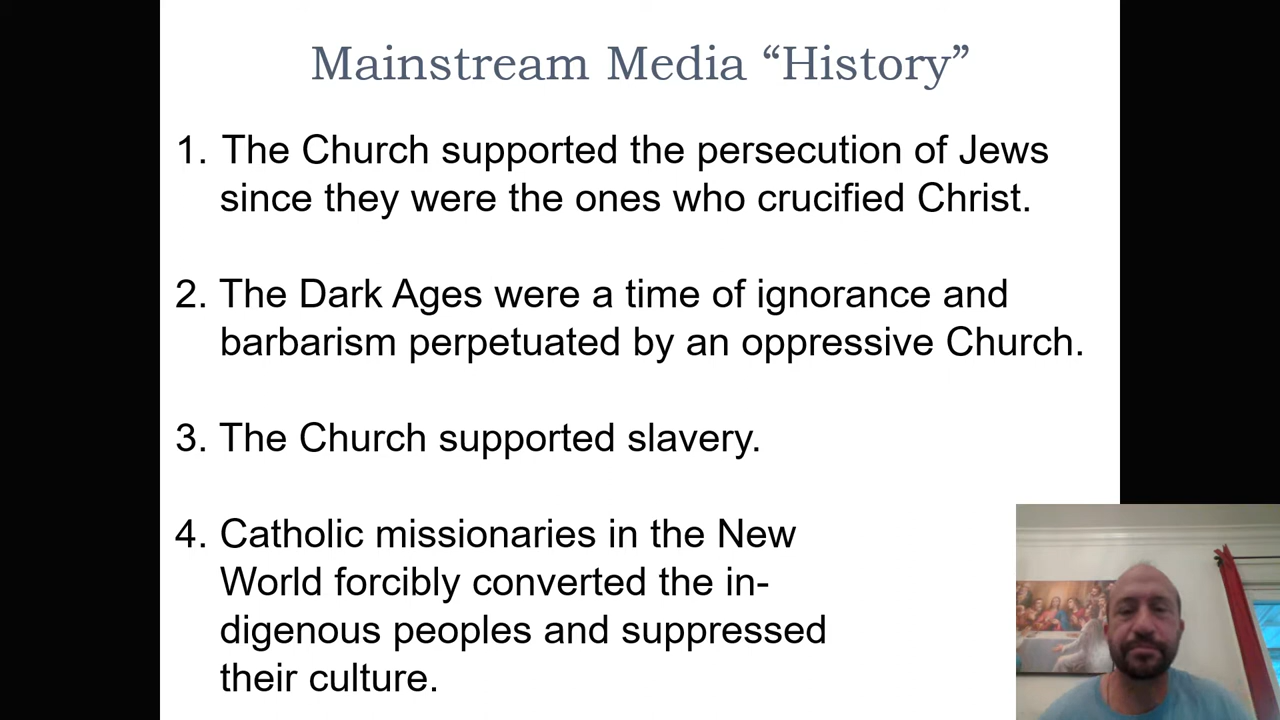 Mainstream Media “History”
1. The Church supported the persecution of Jews
since they were the ones who crucified Christ.
2. The Dark Ages were a time of ignorance and
barbarism perpetuated by an oppressive Church.
3. The Church supported slavery.
4. Catholic missionaries in the New
World forcibly converted the in-
digenous peoples and suppressed
their culture.